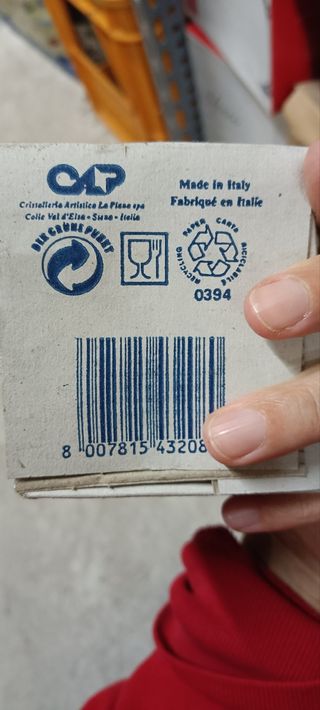 CALP
Cristalleria Artistica La Piana spa
Colle Val d'Elsa - Siena - Italia
Made in Italy
Fabriqué en Italie
DER GRÜNE PUNKT
PAPER CARTA
RICICLABILE
RECYCLING
0394
8 007815 43208